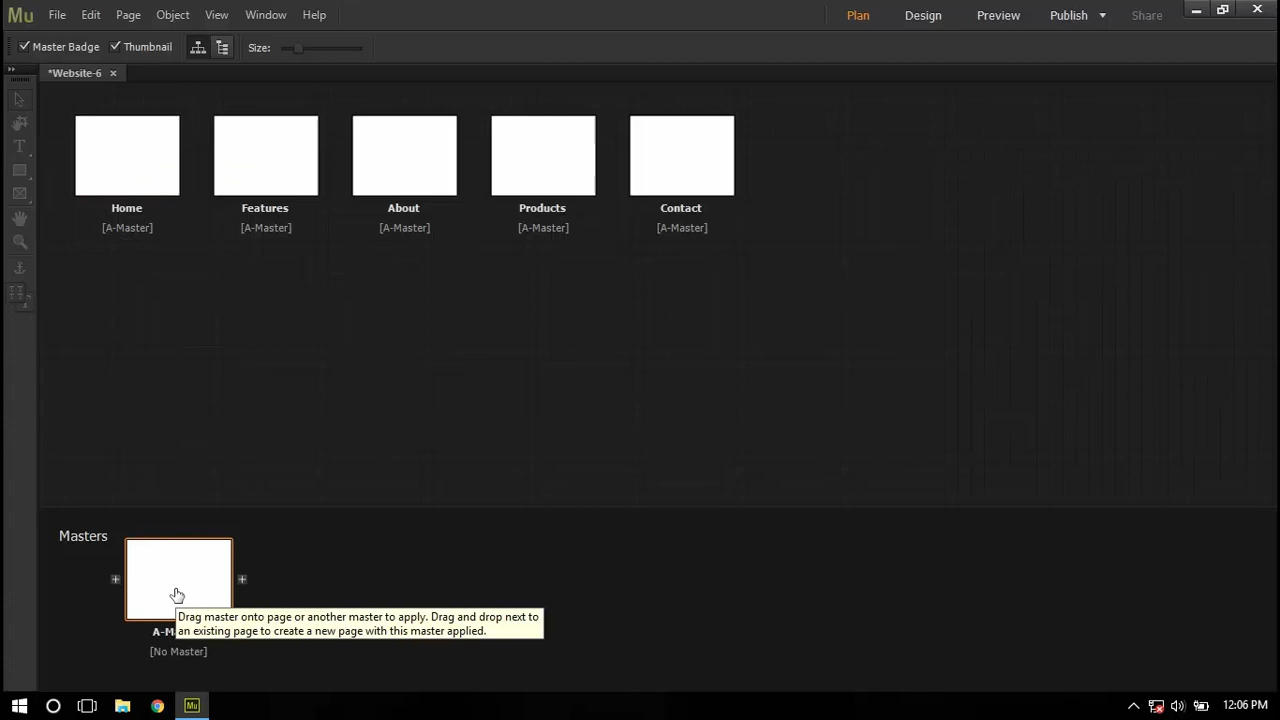 Mu File Edit Page Object View Window Help Plan Design Preview Publish Share
Master Badge Thumbnail Size:
*Website-6
Home Features About Products Contact
[A-Master] [A-Master] [A-Master] [A-Master] [A-Master]
Masters
Drag master onto page or another master to apply. Drag and drop next to
an existing page to create a new page with this master applied.
[No Master]
Mu 12:06 PM